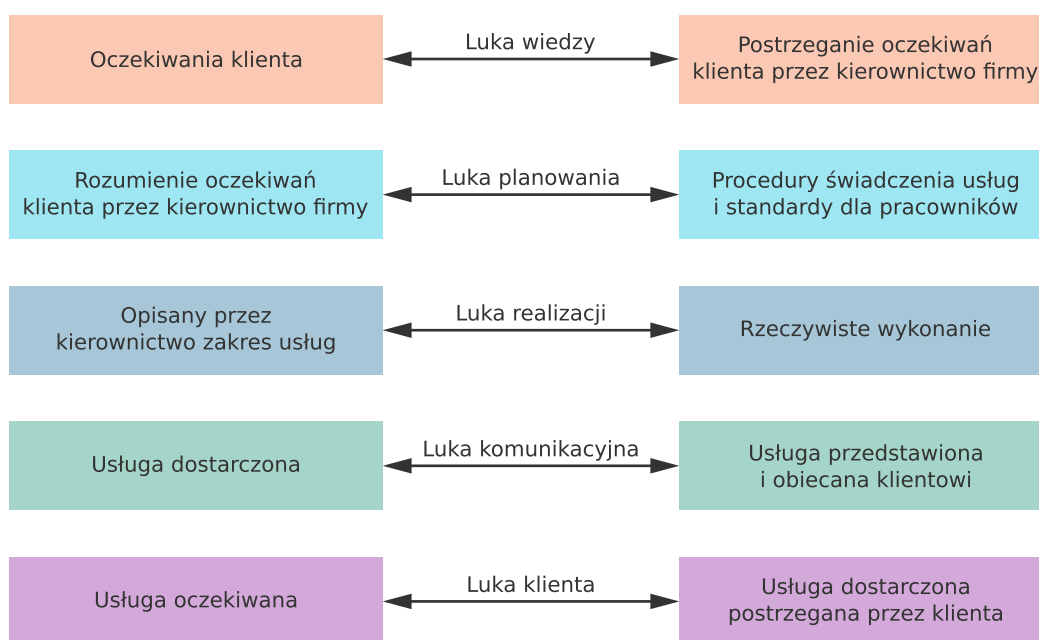 Oczekiwania klienta
Luka wiedzy
Postrzeganie oczekiwań
klienta przez kierownictwo firmy
Rozumienie oczekiwań
klienta przez kierownictwo firmy
Luka planowania
Procedury świadczenia usług
i standardy dla pracowników
Opisany przez
kierownictwo zakres usług
Luka realizacji
Rzeczywiste wykonanie
Usługa dostarczona
Luka komunikacyjna
Usługa przedstawiona
i obiecana klientowi
Usługa oczekiwana
Luka klienta
Usługa dostarczona
postrzegana przez klienta